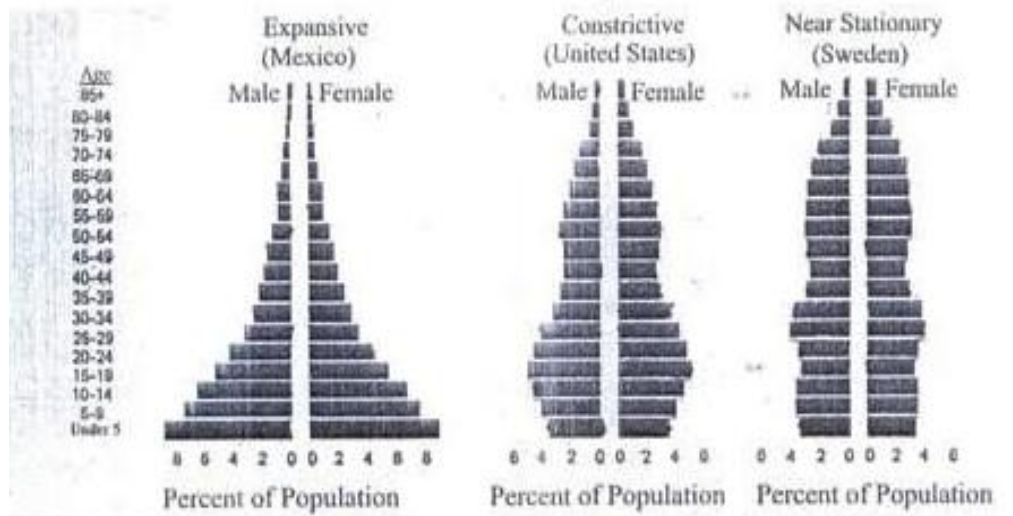 Expansive
(Mexico)
Constrictive
(United States)
Near Stationary
(Sweden)
Age
Male Female
Male Female
Male Female
85+
80-84
75-79
70-74
65-69
60-64
55-59
50-54
45-49
40-44
35-39
30-34
25-29
20-24
15-19
10-14
5-9
Under 5
8 6 4 2 0 0 2 4 6 8
6 4 2 0 0 2 4 6
6 4 2 0 0 2 4 6
Percent of Population
Percent of Population
Percent of Population